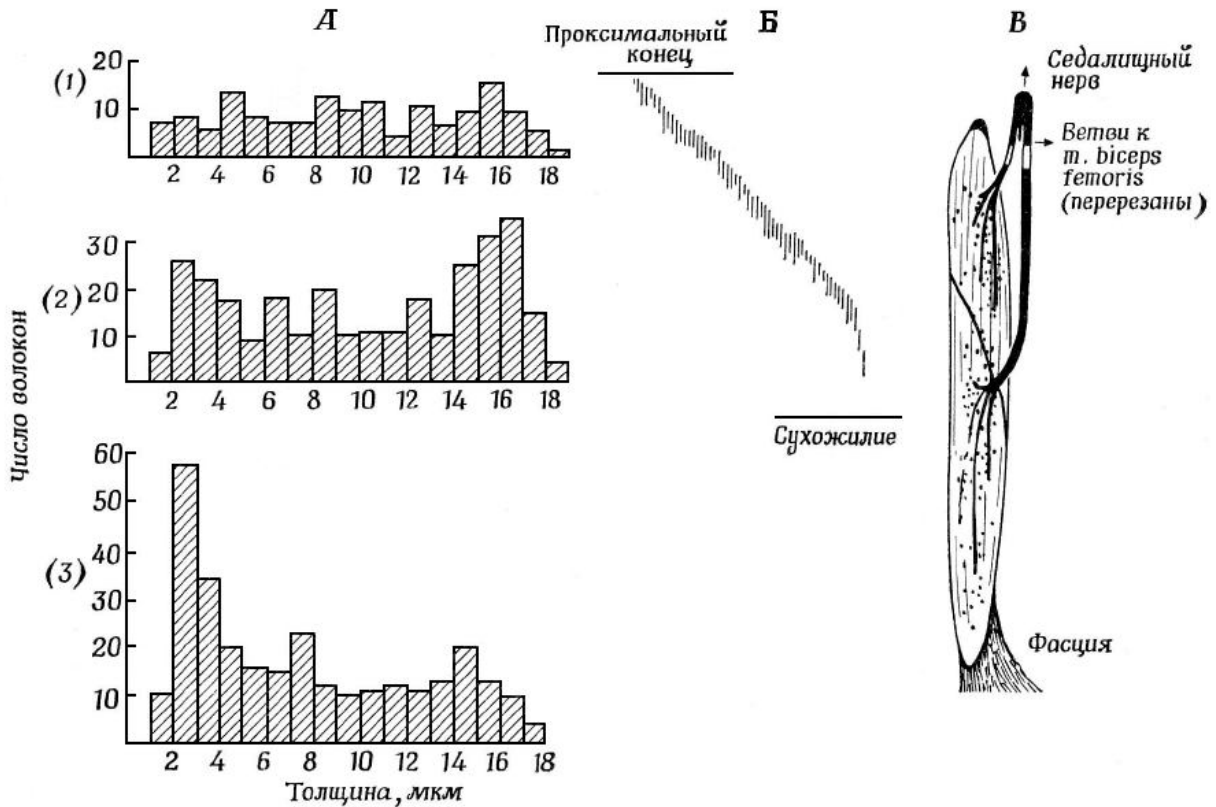 А
(1)
20
10
2 4 6 8 10 12 14 16 18
(2)
30
20
10
2 4 6 8 10 12 14 16 18
Число волокон
(3)
60
50
40
30
20
10
2 4 6 8 10 12 14 16 18
Толщина, мкм
Б
Проксимальный
конец
Сухожилие
В
Седалищный
нерв
Ветви к
m. biceps
femoris
(перерезаны)
Фасция